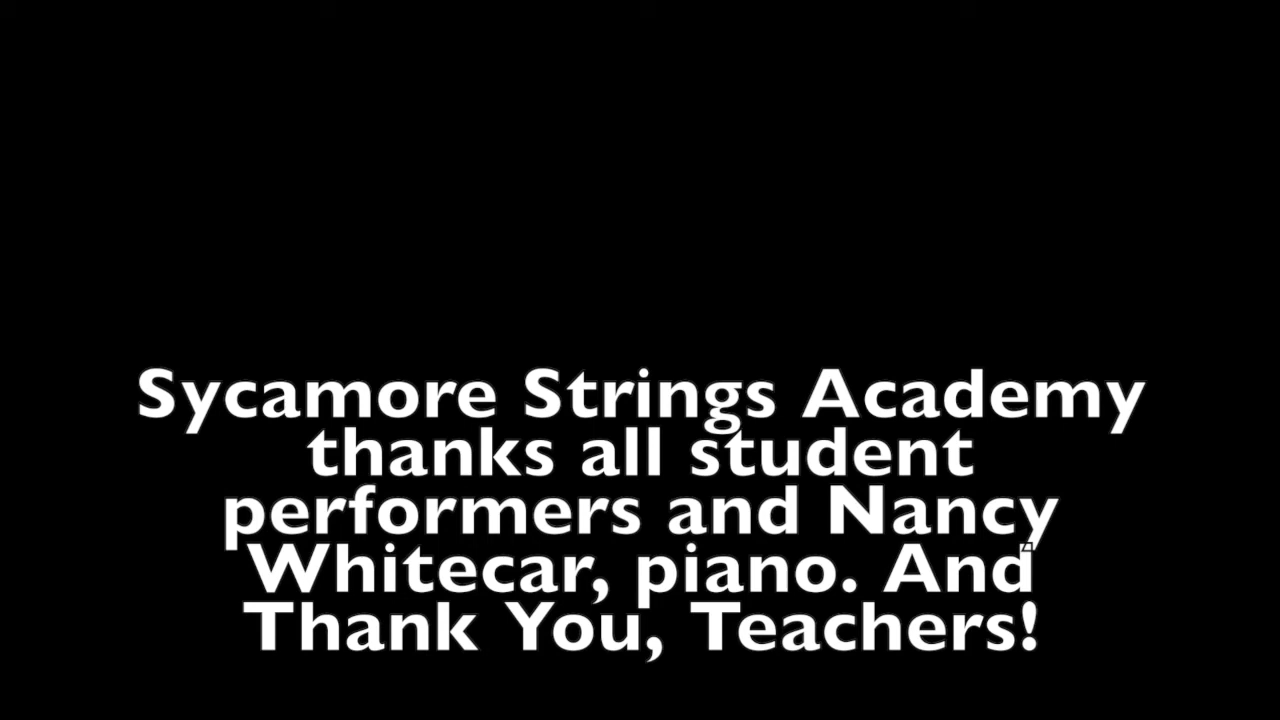 Sycamore Strings Academy
thanks all student
performers and Nancy
Whitecar, piano. And
Thank You, Teachers!